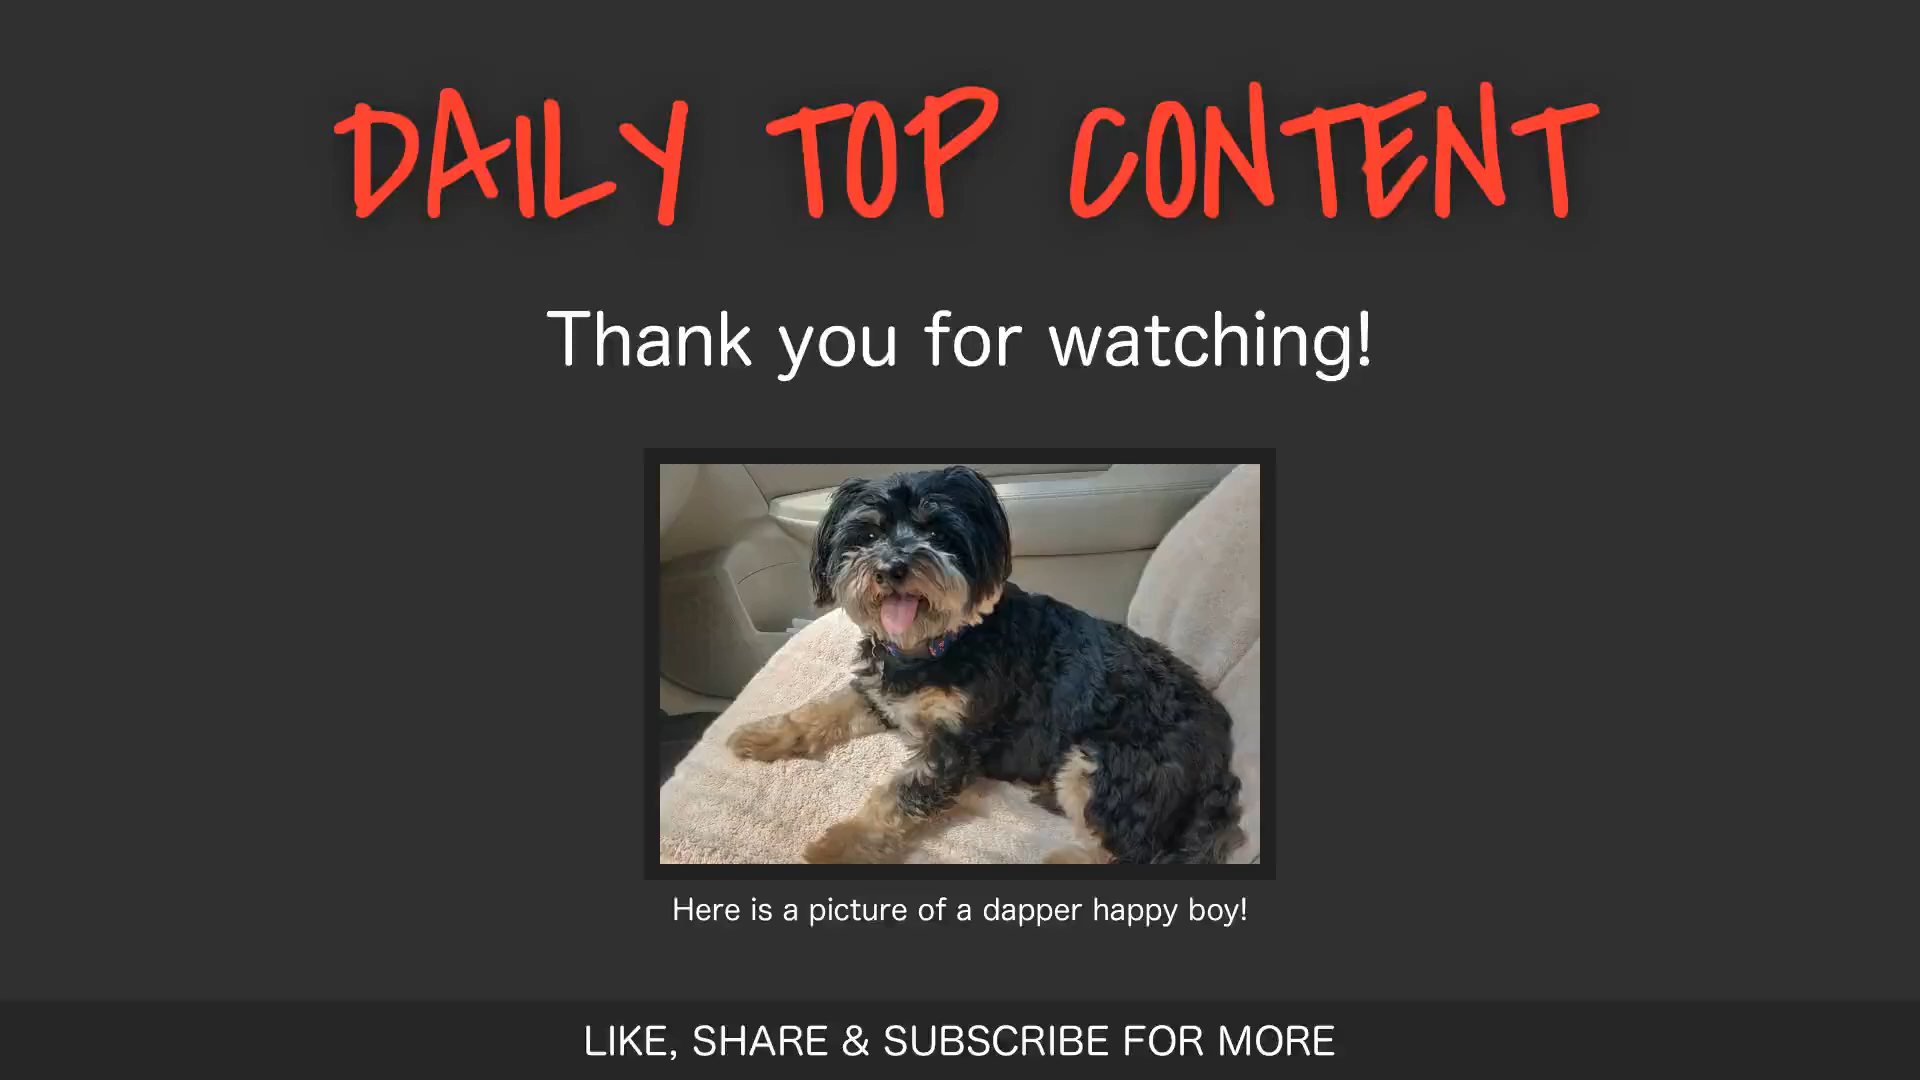 DAILY TOP CONTENT
Thank you for watching!
Here is a picture of a dapper happy boy!
LIKE, SHARE & SUBSCRIBE FOR MORE